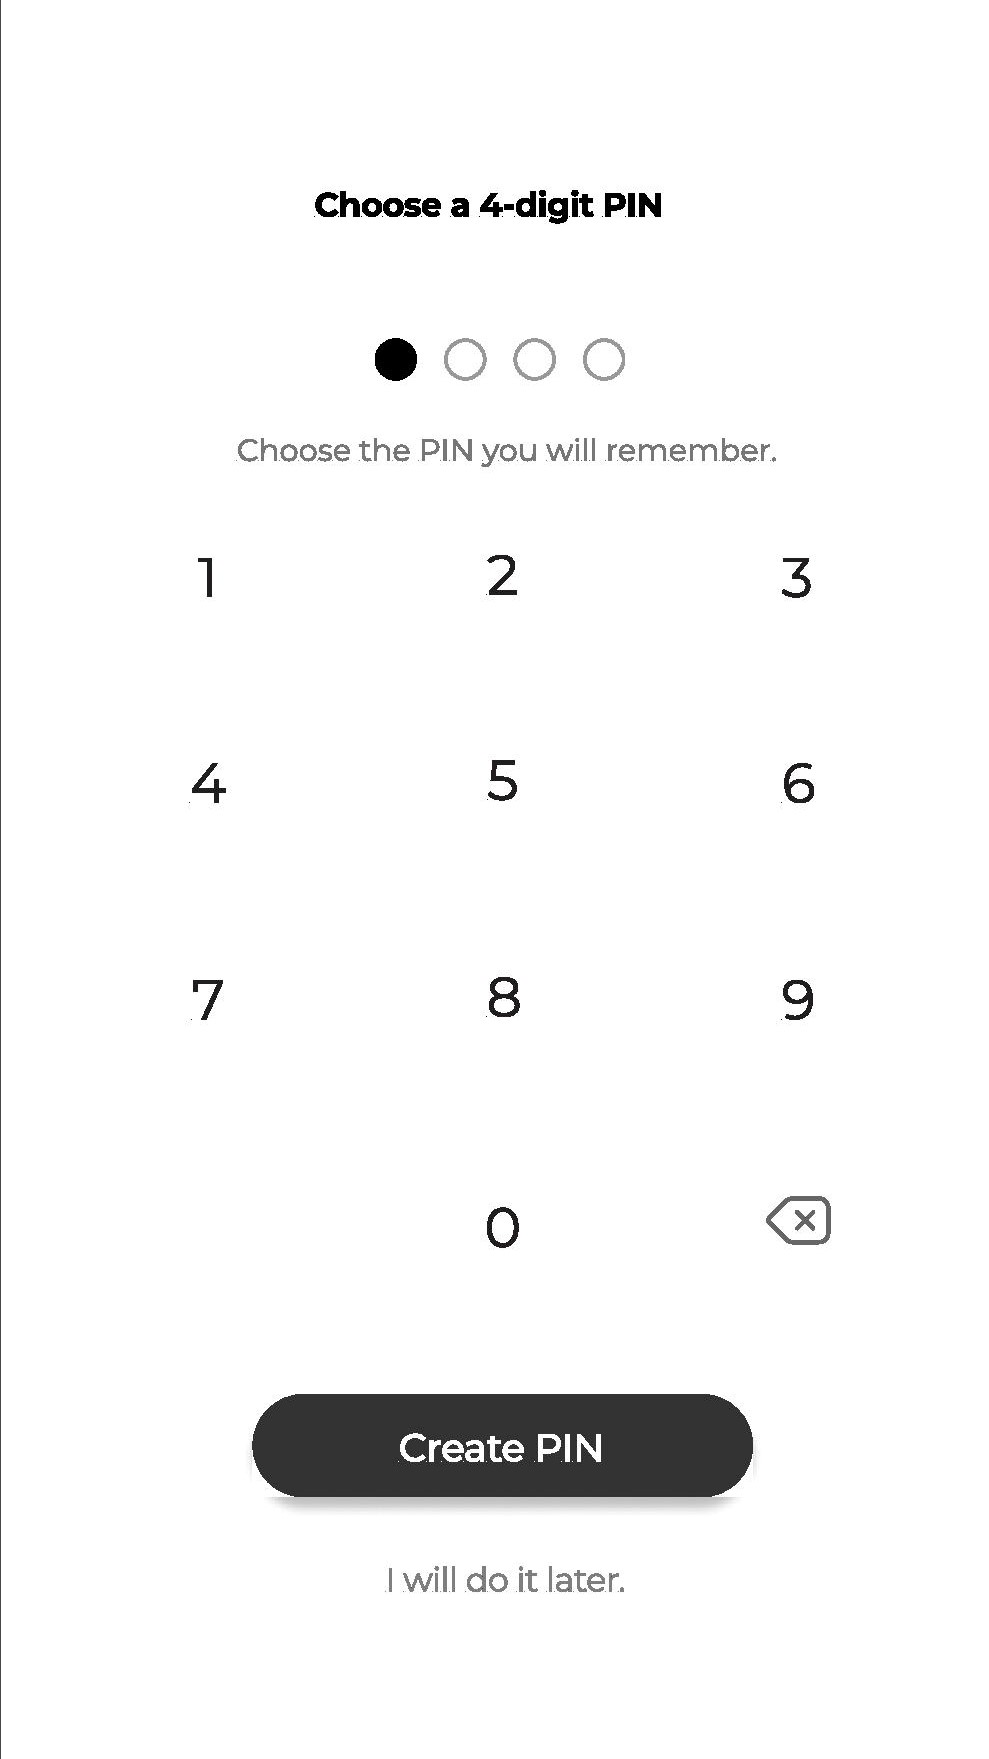 Choose a 4-digit PIN
Choose the PIN you will remember.
1 2 3
4 5 6
7 8 9
0
Create PIN
I will do it later.